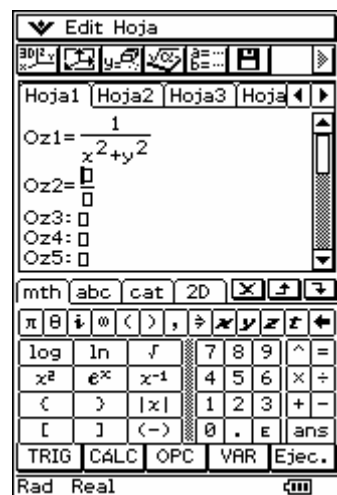 Edit Hoja
Hoja1 Hoja2 Hoja3 Hoja
Oz1= 1/(x²+y²)
Oz2=
Oz3:
Oz4:
Oz5:
mth abc cat 2D
π θ i ∞ ( ) , ⇒ x y z t ←
log ln √ 7 8 9 ^ =
x² eˣ x⁻¹ 4 5 6 × ÷
( ) |x| 1 2 3 + −
[ ] (−) 0 . E ans
TRIG CALC OPC VAR Ejec.
Rad Real